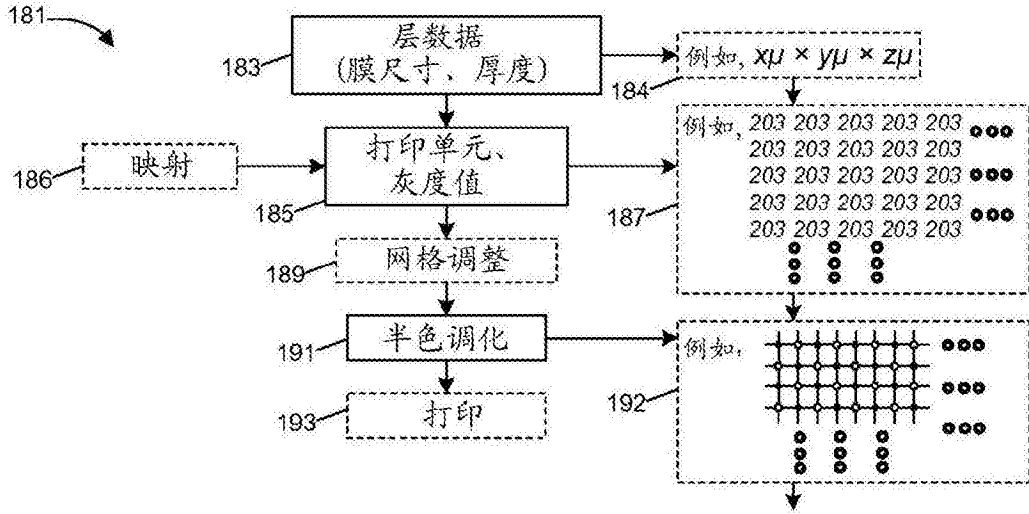 181
层数据
(膜尺寸、厚度)
183
例如, xμ × yμ × zμ
184
映射
186
打印单元、
灰度值
185
例如,
203 203 203 203 203
203 203 203 203 203
203 203 203 203 203
203 203 203 203 203
203 203 203 203 203
187
网格调整
189
半色调化
191
例如,
192
打印
193